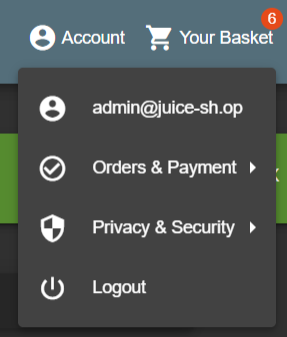 6
Account
Your Basket
admin@juice-sh.op
Orders & Payment
Privacy & Security
Logout